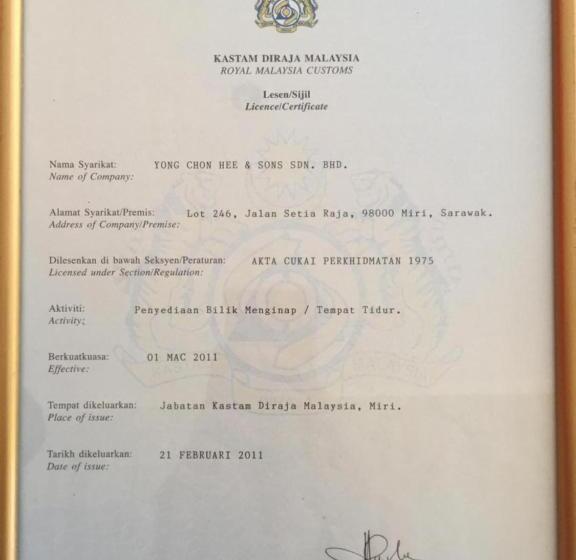 KASTAM DIRAJA MALAYSIA
ROYAL MALAYSIA CUSTOMS
Lesen/Sijil
Licence/Certificate
Nama Syarikat: YONG CHON HEE & SONS SDN. BHD.
Name of Company:
Alamat Syarikat/Premis: Lot 246, Jalan Setia Raja, 98000 Miri, Sarawak.
Address of Company/Premise:
Dilesenkan di bawah Seksyen/Peraturan: AKTA CUKAI PERKHIDMATAN 1975
Licensed under Section/Regulation:
Aktiviti: Penyediaan Bilik Menginap / Tempat Tidur.
Activity:
Berkuatkuasa: 01 MAC 2011
Effective:
Tempat dikeluarkan: Jabatan Kastam Diraja Malaysia, Miri.
Place of issue:
Tarikh dikeluarkan: 21 FEBRUARI 2011
Date of issue: